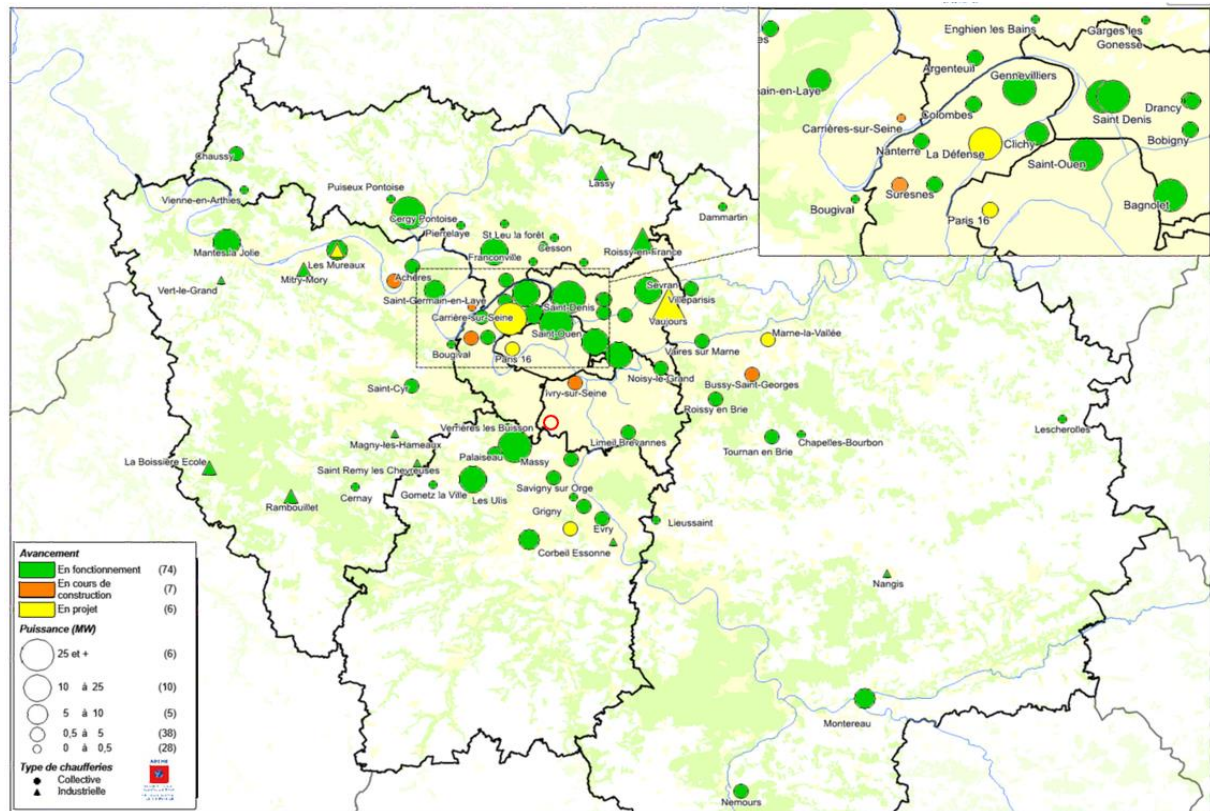 Enghien les Bains
Garges les
Gonesse
Argenteuil
Gennevilliers
main-en-Laye
Colombes
Saint Denis
Drancy
Carrières-sur-Seine
Bobigny
Nanterre
La Défense
Clichy
Saint-Ouen
Suresnes
Bagnolet
Bougival
Paris 16
Chaussy
Vienne-en-Arthies
Puiseux Pontoise
Lassy
Cergy Pontoise
Pierrelaye
St Leu la forêt
Cesson
Dammartin
Mantes la Jolie
Les Mureaux
Franconville
Roissy-en-France
Vert-le-Grand
Mitry-Mory
Achères
Saint-Germain-en-Laye
Sevran
Villeparisis
Carrière-sur-Seine
Saint-Denis
Vaujours
Saint-Ouen
Marne-la-Vallée
Bougival
Paris 16
Vaires sur Marne
Noisy-le-Grand
Bussy-Saint-Georges
Saint-Cyr
Ivry-sur-Seine
Roissy en Brie
Lescherolles
Magny-les-Hameaux
Verrières les Buisson
Limeil Brévannes
Tournan en Brie
Chapelles-Bourbon
La Boissière Ecole
Saint Remy les Chevreuses
Palaiseau
Massy
Rambouillet
Cernay
Gometz la Ville
Les Ulis
Savigny sur Orge
Grigny
Evry
Lieussaint
Corbeil Essonne
Nangis
Montereau
Nemours
Avancement
En fonctionnement (74)
En cours de
construction (7)
En projet (6)
Puissance (MW)
25 et + (6)
10 à 25 (10)
5 à 10 (5)
0,5 à 5 (38)
0 à 0,5 (28)
Type de chaufferies
Collective
Industrielle